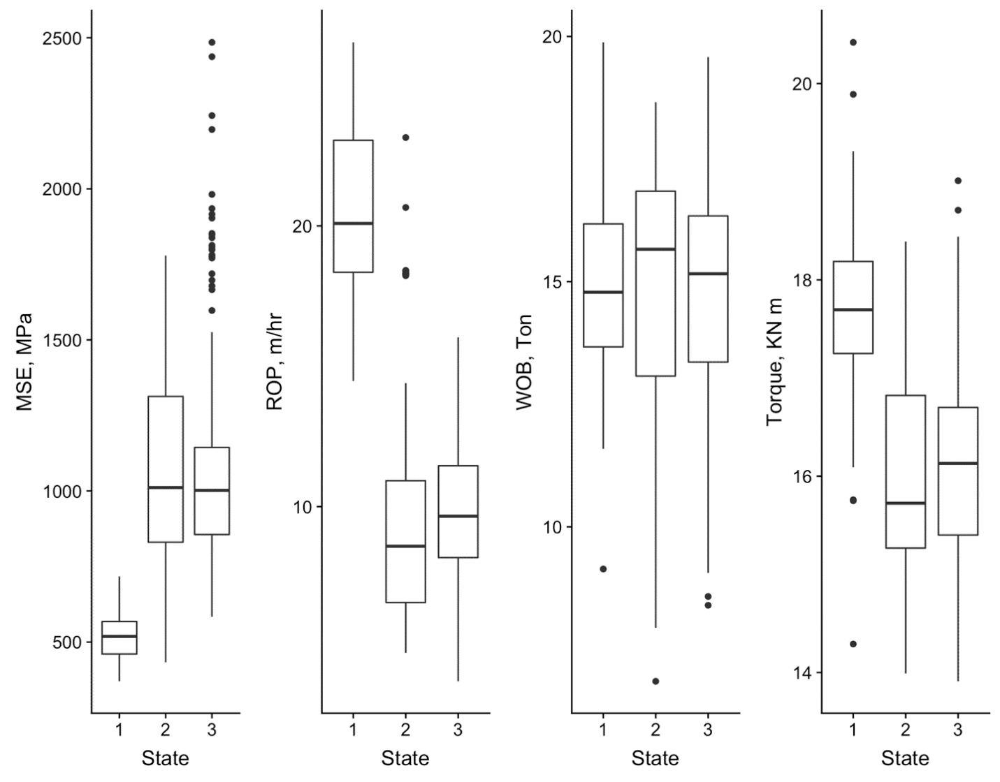 MSE, MPa
2500
2000
1500
1000
500
1 2 3
State
ROP, m/hr
20
10
1 2 3
State
WOB, Ton
20
15
10
1 2 3
State
Torque, KN m
20
18
16
14
1 2 3
State